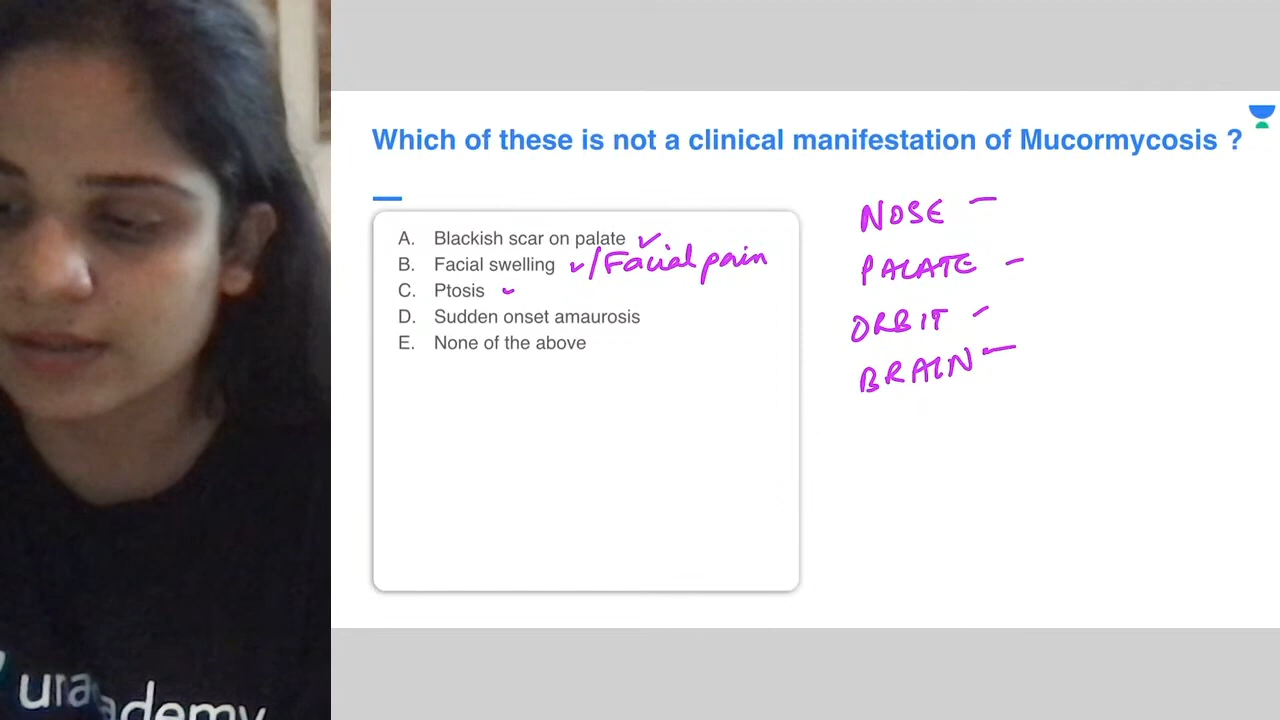 Which of these is not a clinical manifestation of Mucormycosis ?
A. Blackish scar on palate
B. Facial swelling / Facial pain
C. Ptosis
D. Sudden onset amaurosis
E. None of the above
NOSE -
PALATE -
ORBIT -
BRAIN -